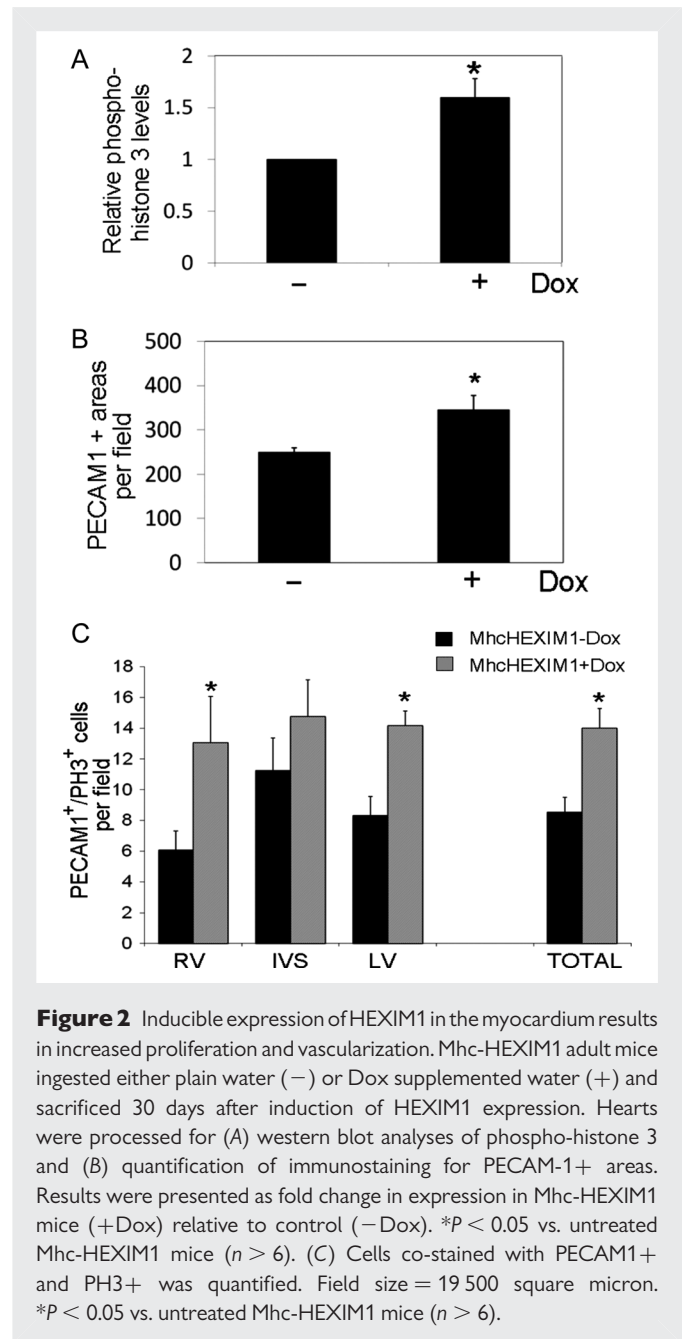 A
Relative phospho-
histone 3 levels
2
1.5
1
0.5
0
*
− + Dox
B
PECAM1 + areas
per field
500
400
300
200
100
0
*
− + Dox
C
MhcHEXIM1-Dox
MhcHEXIM1+Dox
PECAM1+/PH3+ cells
per field
18
16
14
12
10
8
6
4
2
0
* * *
RV IVS LV TOTAL
Figure 2 Inducible expression of HEXIM1 in the myocardium results
in increased proliferation and vascularization. Mhc-HEXIM1 adult mice
ingested either plain water (−) or Dox supplemented water (+) and
sacrificed 30 days after induction of HEXIM1 expression. Hearts
were processed for (A) western blot analyses of phospho-histone 3
and (B) quantification of immunostaining for PECAM-1+ areas.
Results were presented as fold change in expression in Mhc-HEXIM1
mice (+Dox) relative to control (−Dox). *P < 0.05 vs. untreated
Mhc-HEXIM1 mice (n > 6). (C) Cells co-stained with PECAM1+
and PH3+ was quantified. Field size = 19 500 square micron.
*P < 0.05 vs. untreated Mhc-HEXIM1 mice (n > 6).